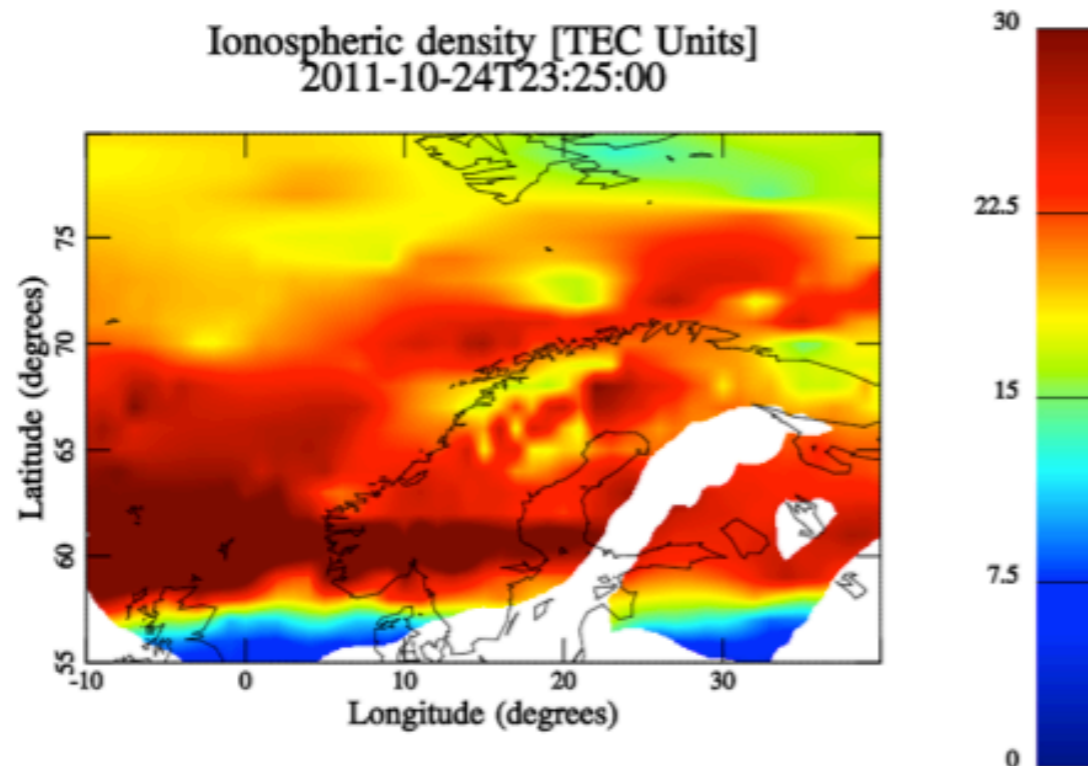 Ionospheric density [TEC Units]
2011-10-24T23:25:00
30
22.5
15
7.5
0
75
70
65
60
55
Latitude (degrees)
-10 0 10 20 30
Longitude (degrees)